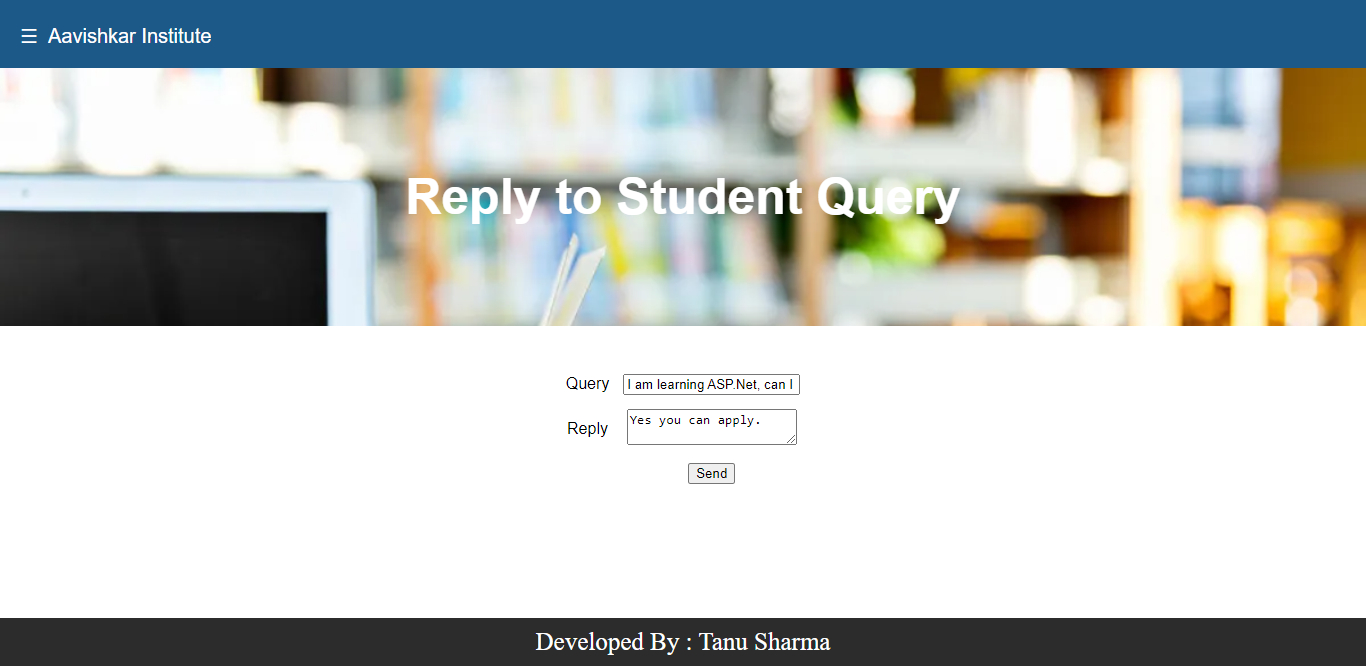 ☰ Aavishkar Institute
Reply to Student Query
Query I am learning ASP.Net, can I
Reply Yes you can apply.
Send
Developed By : Tanu Sharma